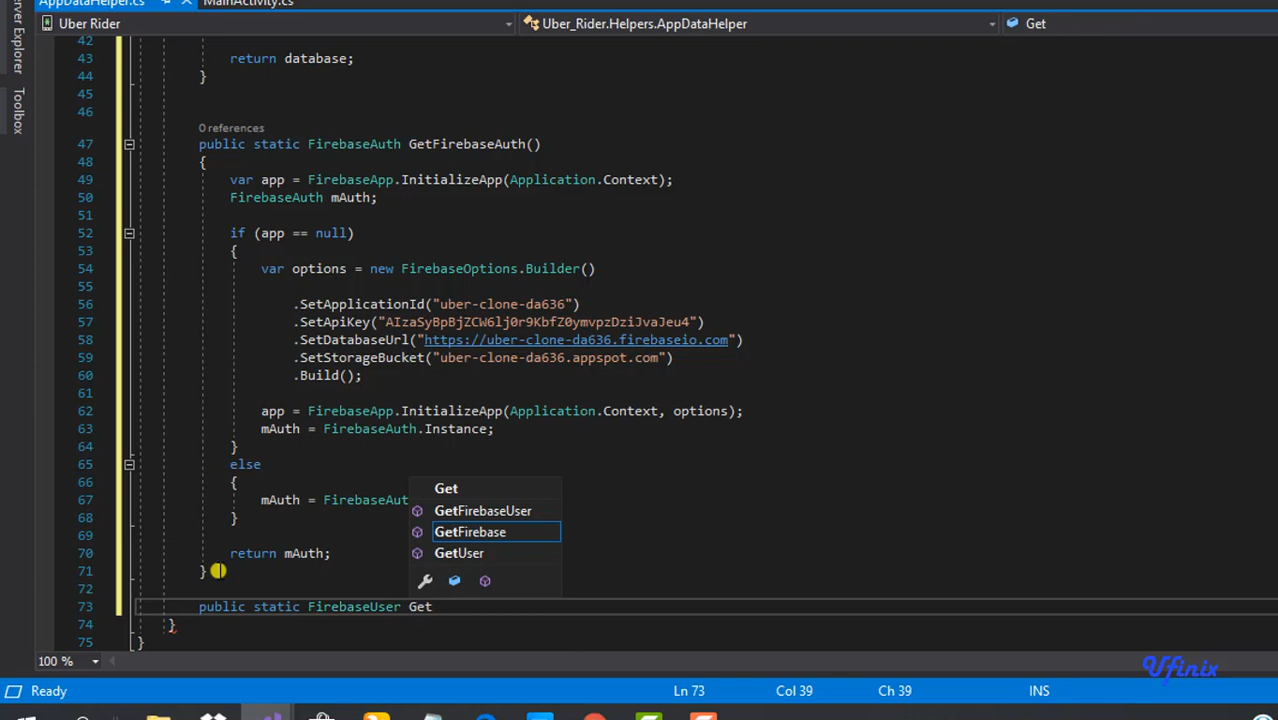 AppDataHelper.cs MainActivity.cs
Server Explorer
Toolbox
Uber Rider Uber_Rider.Helpers.AppDataHelper Get
42
43 return database;
44 }
45
46
0 references
47 public static FirebaseAuth GetFirebaseAuth()
48 {
49 var app = FirebaseApp.InitializeApp(Application.Context);
50 FirebaseAuth mAuth;
51
52 if (app == null)
53 {
54 var options = new FirebaseOptions.Builder()
55
56 .SetApplicationId("uber-clone-da636")
57 .SetApiKey("AIzaSyBpBjZCW6lj0r9KbfZ0ymvpzDziJvaJeu4")
58 .SetDatabaseUrl("https://uber-clone-da636.firebaseio.com")
59 .SetStorageBucket("uber-clone-da636.appspot.com")
60 .Build();
61
62 app = FirebaseApp.InitializeApp(Application.Context, options);
63 mAuth = FirebaseAuth.Instance;
64 }
65 else
66 {
67 mAuth = FirebaseAut
68 }
69
70 return mAuth;
71 }
72
73 public static FirebaseUser Get
74 }
75 }
Get
GetFirebaseUser
GetFirebase
GetUser
100 %
Ufinix
Ready Ln 73 Col 39 Ch 39 INS